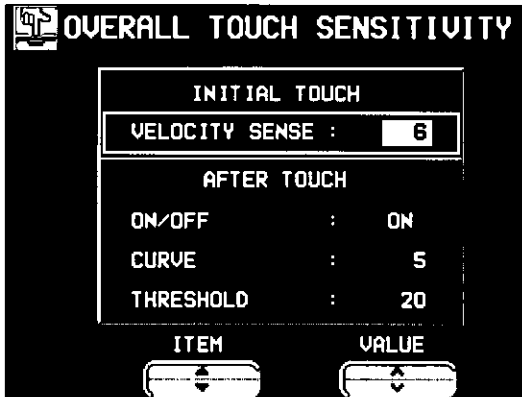 OVERALL TOUCH SENSITIVITY
INITIAL TOUCH
VELOCITY SENSE : 6
AFTER TOUCH
ON/OFF : ON
CURVE : 5
THRESHOLD : 20
ITEM VALUE